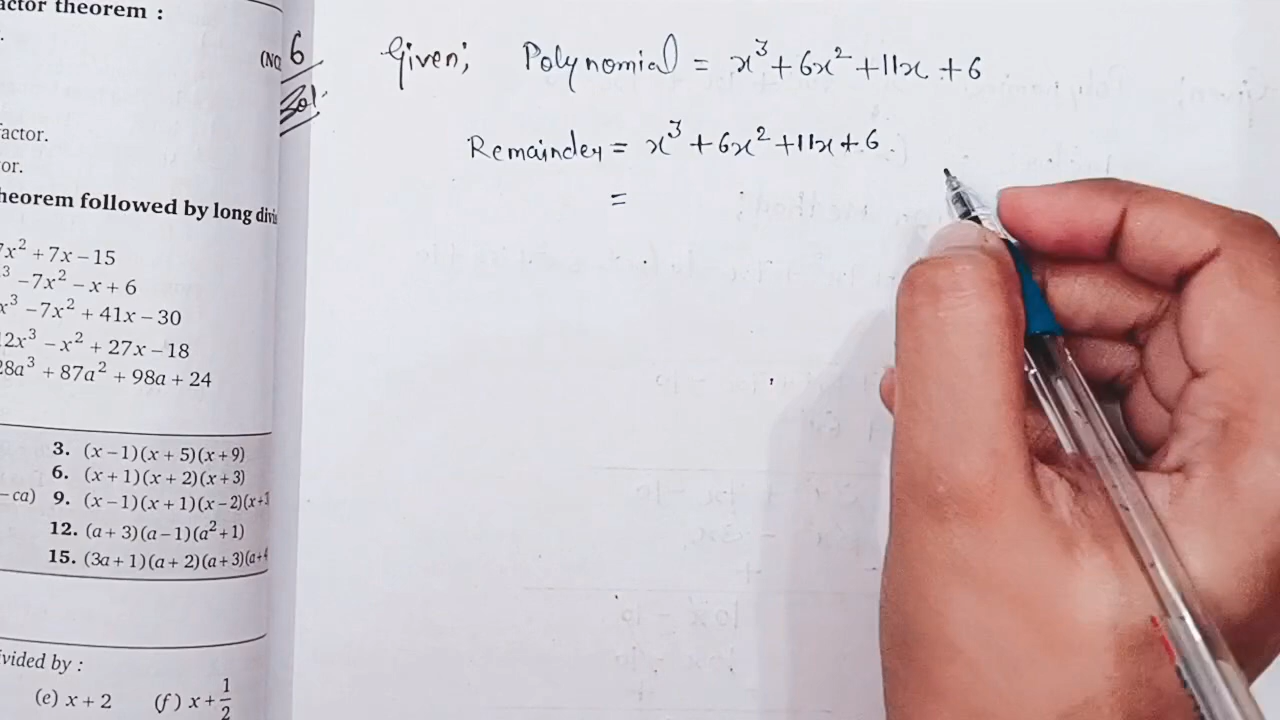 actor theorem :
(NO. 6
Sol:
Given; Polynomial = x³ + 6x² + 11x + 6
Remainder = x³ + 6x² + 11x + 6.
=
factor.
or.
heorem followed by long divi
7x² + 7x − 15
³ − 7x² − x + 6
x³ − 7x² + 41x − 30
2x³ − x² + 27x − 18
28a³ + 87a² + 98a + 24
3. (x − 1)(x + 5)(x + 9)
6. (x + 1)(x + 2)(x + 3)
− ca) 9. (x − 1)(x + 1)(x − 2)(x +
12. (a + 3)(a − 1)(a² + 1)
15. (3a + 1)(a + 2)(a + 3)(a +
ivided by :
(e) x + 2 (f) x + 1/2